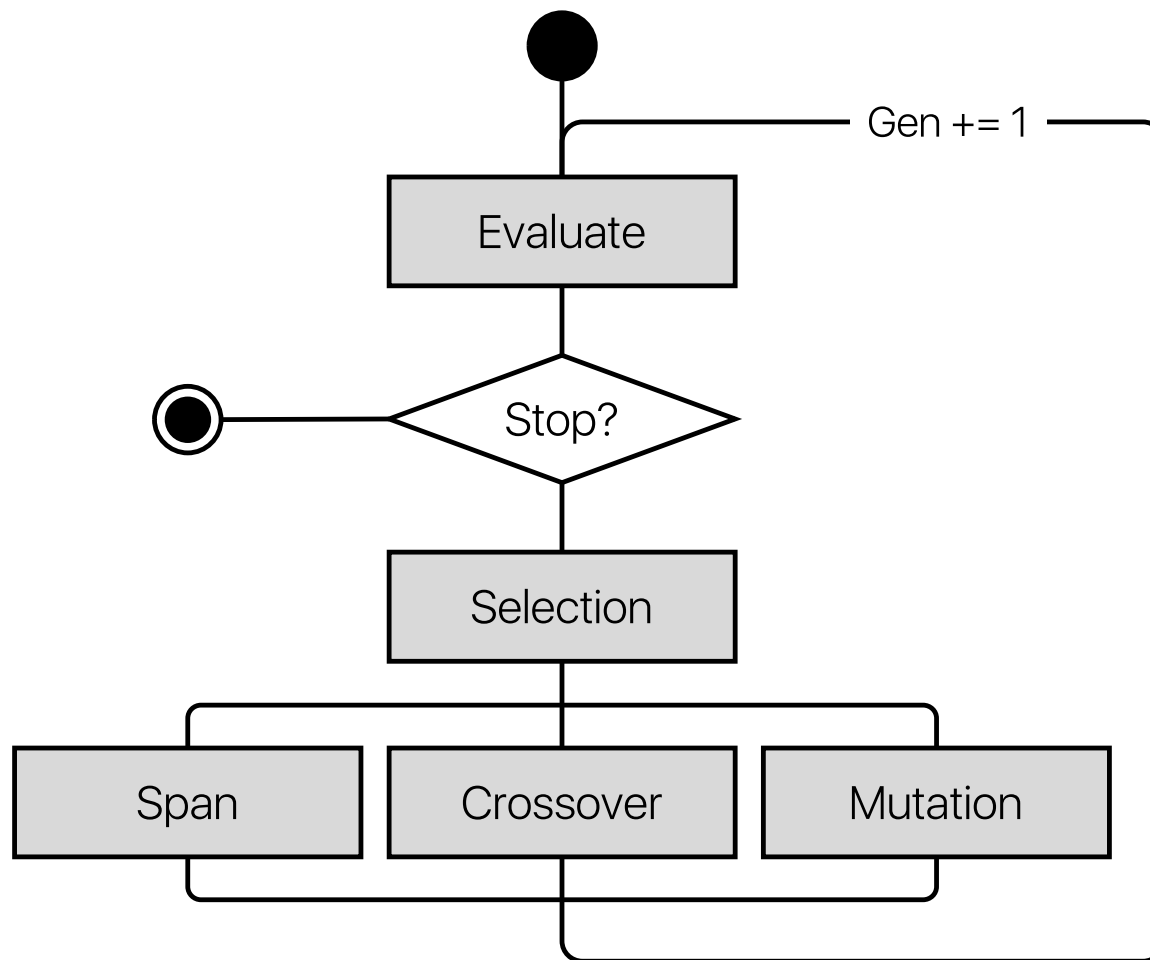 Gen += 1
Evaluate
Stop?
Selection
Span
Crossover
Mutation